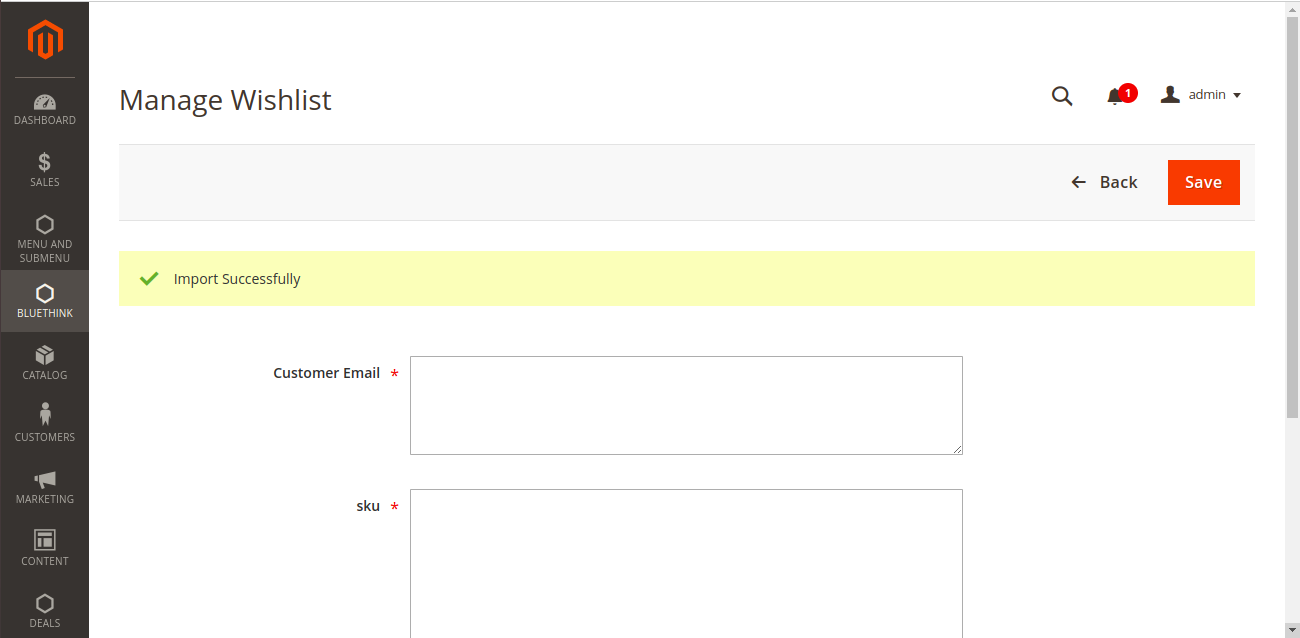 Manage Wishlist
1
admin
DASHBOARD
SALES
MENU AND
SUBMENU
BLUETHINK
CATALOG
CUSTOMERS
MARKETING
CONTENT
DEALS
Back
Save
Import Successfully
Customer Email *
sku *